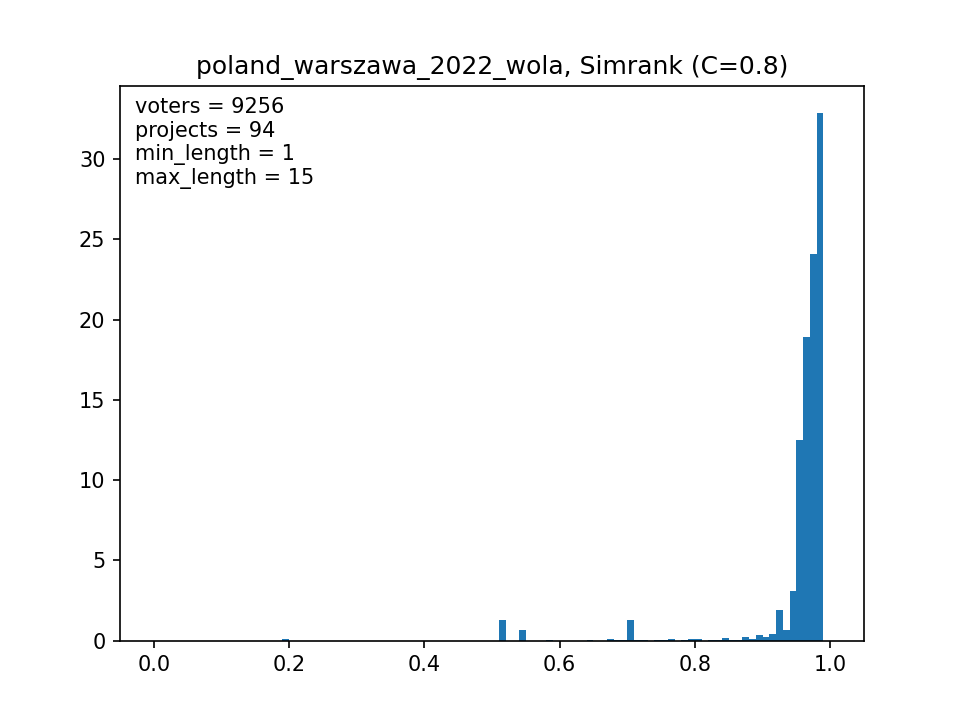 poland_warszawa_2022_wola, Simrank (C=0.8)
voters = 9256
projects = 94
min_length = 1
max_length = 15
30
25
20
15
10
5
0
0.0 0.2 0.4 0.6 0.8 1.0